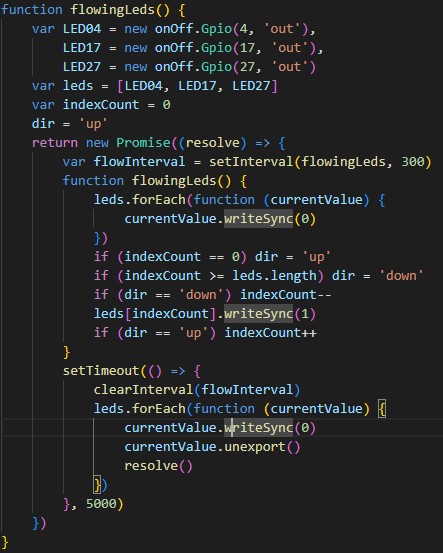 function flowingLeds() {
    var LED04 = new onOff.Gpio(4, 'out'),
        LED17 = new onOff.Gpio(17, 'out'),
        LED27 = new onOff.Gpio(27, 'out')
    var leds = [LED04, LED17, LED27]
    var indexCount = 0
    dir = 'up'
    return new Promise((resolve) => {
        var flowInterval = setInterval(flowingLeds, 300)
        function flowingLeds() {
            leds.forEach(function (currentValue) {
                currentValue.writeSync(0)
            })
            if (indexCount == 0) dir = 'up'
            if (indexCount >= leds.length) dir = 'down'
            if (dir == 'down') indexCount--
            leds[indexCount].writeSync(1)
            if (dir == 'up') indexCount++
        }
        setTimeout(() => {
            clearInterval(flowInterval)
            leds.forEach(function (currentValue) {
                currentValue.writeSync(0)
                currentValue.unexport()
                resolve()
            })
        }, 5000)
    })
}